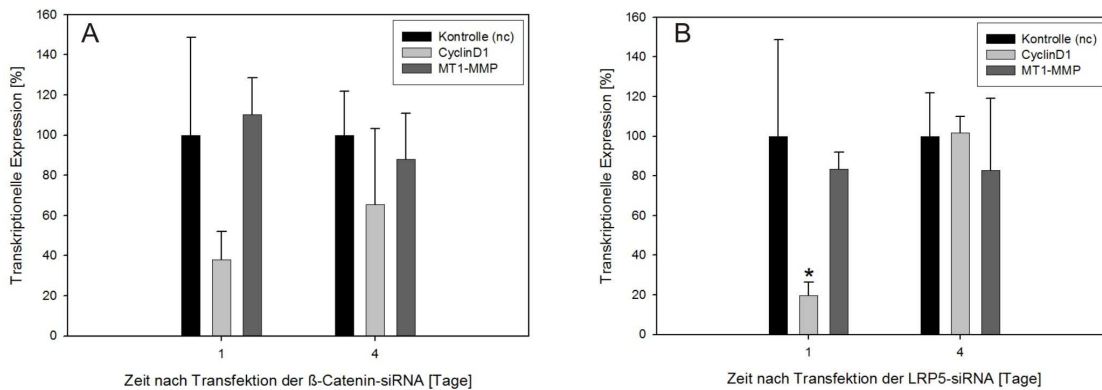 A
Kontrolle (nc)
CyclinD1
MT1-MMP
Transkriptionelle Expression [%]
160
140
120
100
80
60
40
20
0
1
4
Zeit nach Transfektion der ß-Catenin-siRNA [Tage]
B
Kontrolle (nc)
CyclinD1
MT1-MMP
Transkriptionelle Expression [%]
160
140
120
100
80
60
40
20
0
*
1
4
Zeit nach Transfektion der LRP5-siRNA [Tage]